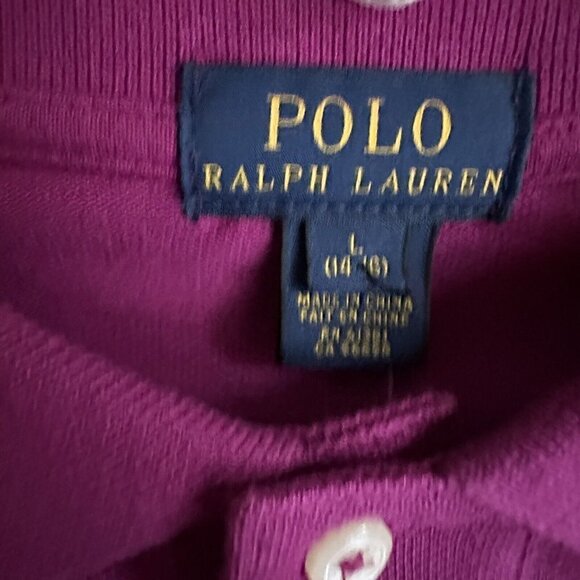 POLO
RALPH LAUREN
L
(14-16)
MADE IN CHINA
FAIT EN CHINE